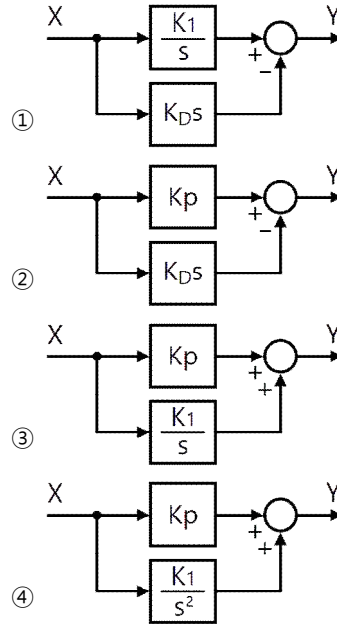 X K1 Y
s + −
① KDs
X Kp Y
+ −
② KDs
X Kp Y
+ +
③ K1
s
X Kp Y
+ +
④ K1
s²